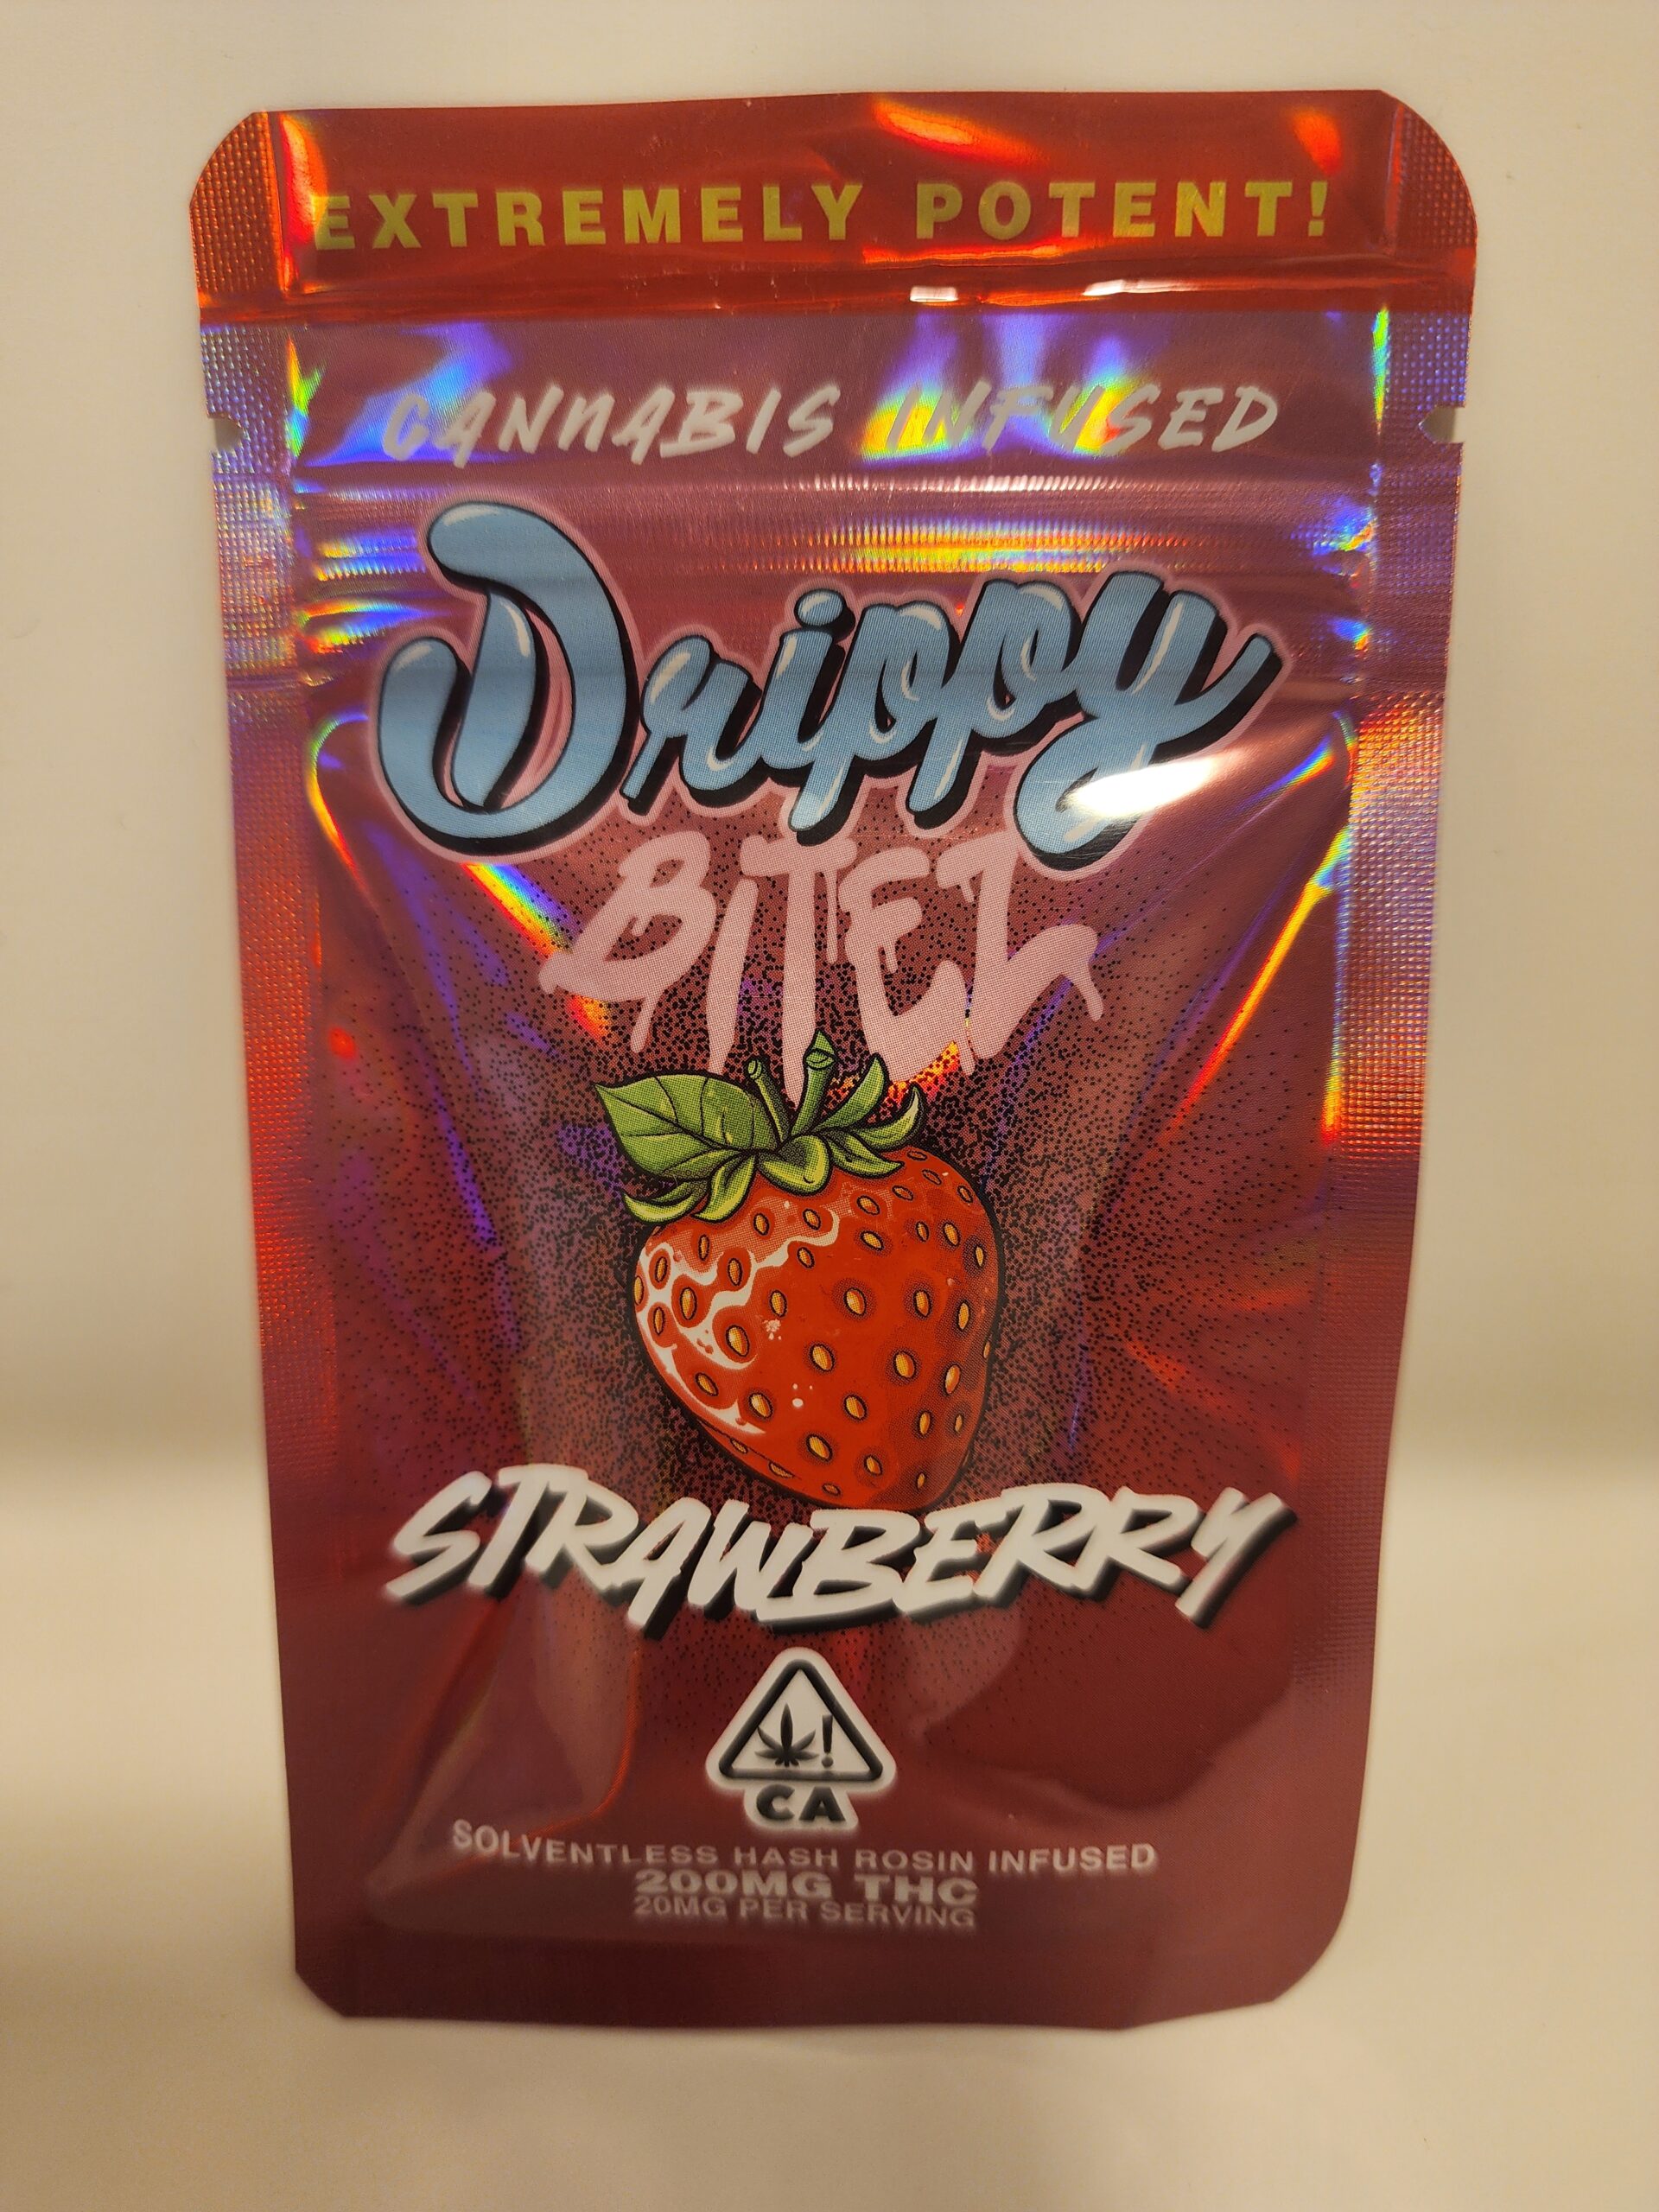 EXTREMELY POTENT!
CANNABIS INFUSED
Drippy
BITEZ
STRAWBERRY
!
CA
SOLVENTLESS HASH ROSIN INFUSED
200MG THC
20MG PER SERVING